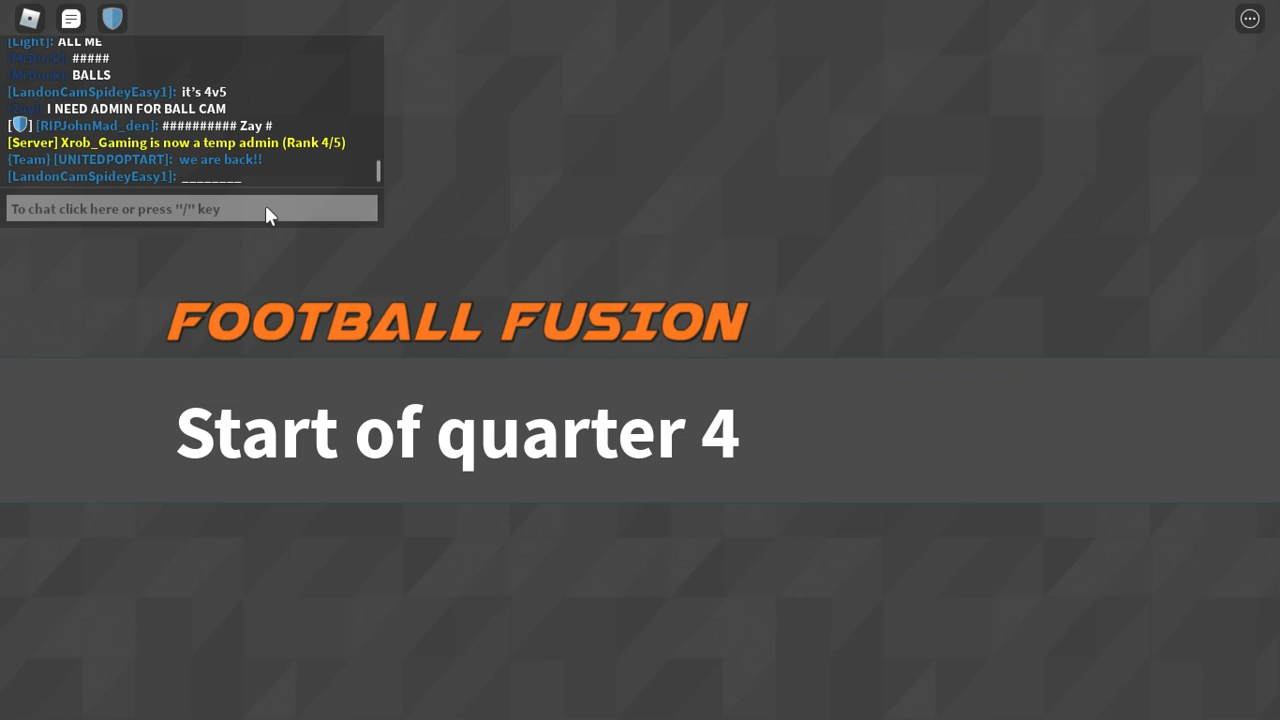 [Light]: ALL ME
[MrDuck]: #####
[MrDuck]: BALLS
[LandonCamSpideyEasy1]: it's 4v5
I NEED ADMIN FOR BALL CAM
[🛡️] [RIPJohnMad_den]: ########## Zay #
[Server] Xrob_Gaming is now a temp admin (Rank 4/5)
{Team} [UNITEDPOPTART]: we are back!!
[LandonCamSpideyEasy1]: ________
To chat click here or press "/" key
FOOTBALL FUSION
Start of quarter 4